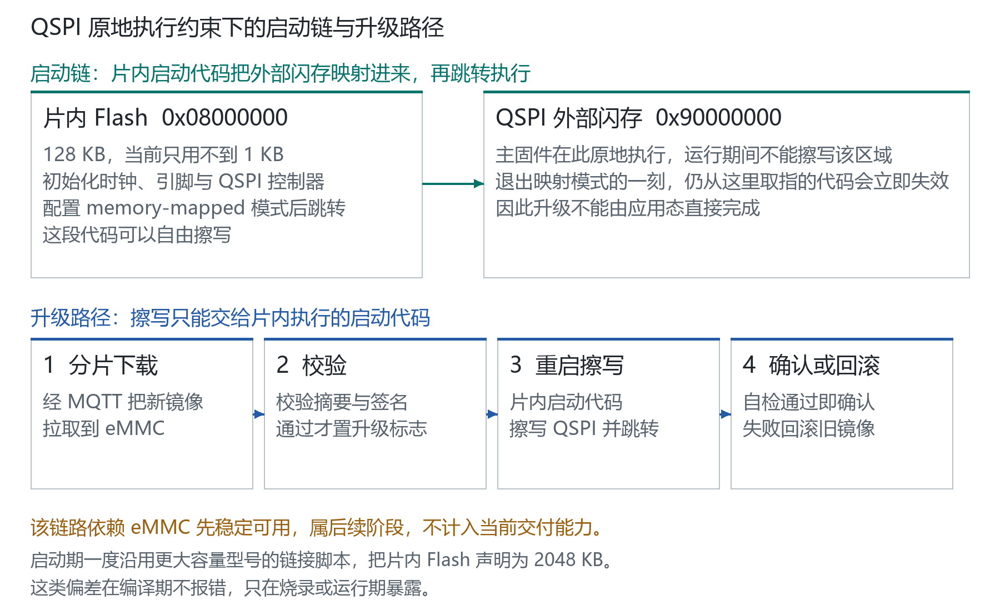 QSPI 原地执行约束下的启动链与升级路径
启动链：片内启动代码把外部闪存映射进来，再跳转执行
片内 Flash 0x08000000
128 KB，当前只用不到 1 KB
初始化时钟、引脚与 QSPI 控制器
配置 memory-mapped 模式后跳转
这段代码可以自由擦写
QSPI 外部闪存 0x90000000
主固件在此原地执行，运行期间不能擦写该区域
退出映射模式的一刻，仍从这里取指的代码会立即失效
因此升级不能由应用态直接完成
升级路径：擦写只能交给片内执行的启动代码
1 分片下载
经 MQTT 把新镜像
拉取到 eMMC
2 校验
校验摘要与签名
通过才置升级标志
3 重启擦写
片内启动代码
擦写 QSPI 并跳转
4 确认或回滚
自检通过即确认
失败回滚旧镜像
该链路依赖 eMMC 先稳定可用，属后续阶段，不计入当前交付能力。
启动期一度沿用更大容量型号的链接脚本，把片内 Flash 声明为 2048 KB。
这类偏差在编译期不报错，只在烧录或运行期暴露。